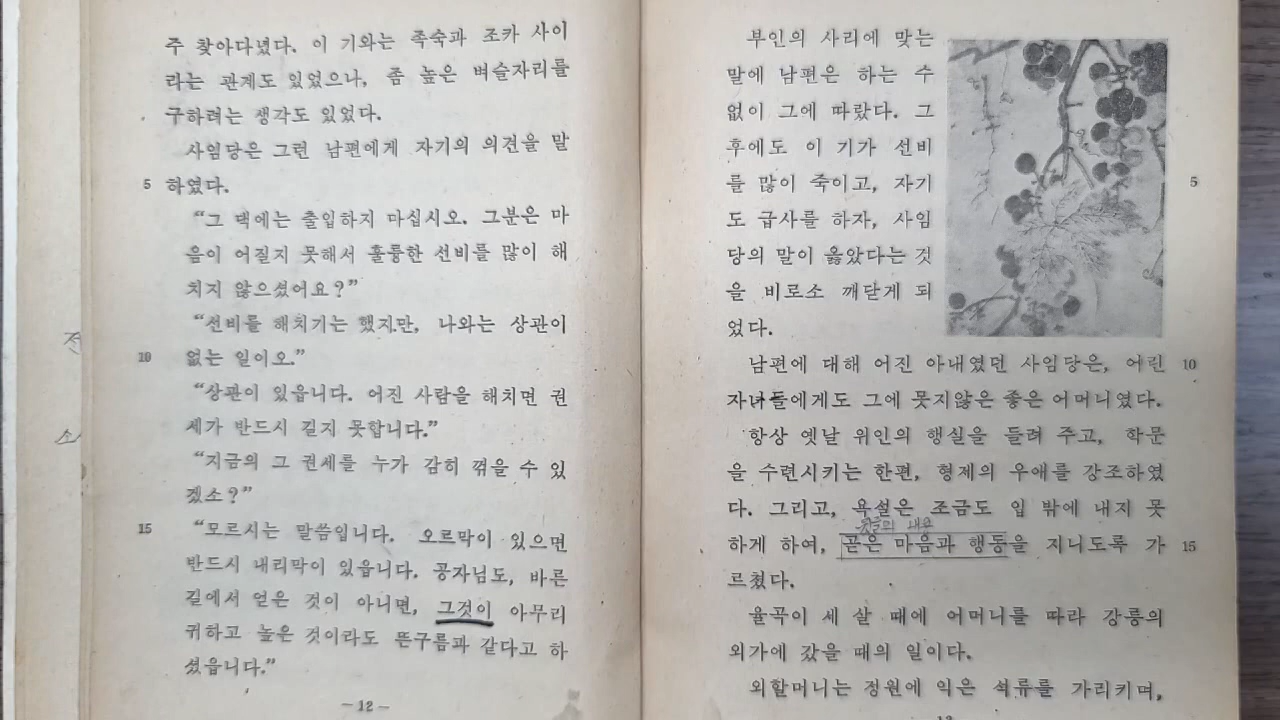 주 찾아다녔다. 이 기와는 족숙과 조카 사이
라는 관계도 있었으나, 좀 높은 벼슬자리를
구하려는 생각도 있었다.
사임당은 그런 남편에게 자기의 의견을 말
5 하였다.
“그 댁에는 출입하지 마십시오. 그분은 마
음이 어질지 못해서 훌륭한 선비를 많이 해
치지 않으셨어요?”
“선비를 해치기는 했지만, 나와는 상관이
10 없는 일이오.”
“상관이 있읍니다. 어진 사람을 해치면 권
세가 반드시 길지 못합니다.”
“지금의 그 권세를 누가 감히 꺾을 수 있
겠소?”
15 “모르시는 말씀입니다. 오르막이 있으면
반드시 내리막이 있읍니다. 공자님도, 바른
길에서 얻은 것이 아니면, 그것이 아무리
귀하고 높은 것이라도 뜬구름과 같다고 하
셨읍니다.”
－12－
부인의 사리에 맞는
말에 남편은 하는 수
없이 그에 따랐다. 그
후에도 이 기가 선비
를 많이 죽이고, 자기 5
도 급사를 하자, 사임
당의 말이 옳았다는 것
을 비로소 깨닫게 되
었다.
남편에 대해 어진 아내였던 사임당은, 어린 10
자녀들에게도 그에 못지않은 좋은 어머니였다.
항상 옛날 위인의 행실을 들려 주고, 학문
을 수련시키는 한편, 형제의 우애를 강조하였
다. 그리고, 욕설은 조금도 입 밖에 내지 못
하게 하여, 곧은 마음과 행동을 지니도록 가 15
르쳤다.
율곡이 세 살 때에 어머니를 따라 강릉의
외가에 갔을 때의 일이다.
외할머니는 정원에 익은 석류를 가리키며,
13